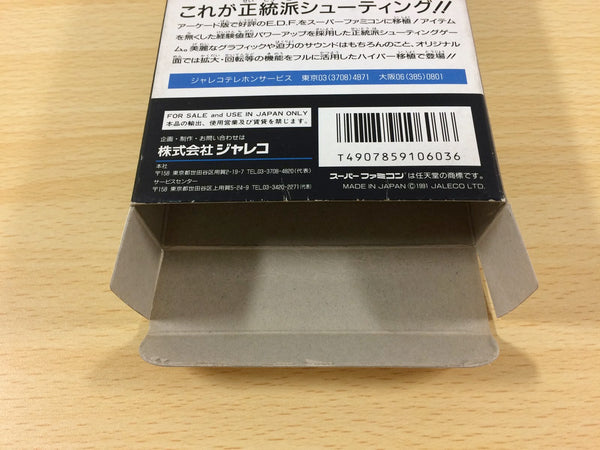 これが正統派シューティング!!
アーケード版で好評のE.D.F.をスーパーファミコンに移植!アイテム
を無くした経験値型パワーアップを採用した正統派シューティングゲー
ム。美麗なグラフィックや迫力のサウンドはもちろんのこと、オリジナル
面では拡大・回転等の機能をフルに活用したハイパー移植で登場!!
ジャレコテレホンサービス 東京03(3708)4871 大阪06(385)0801
FOR SALE and USE IN JAPAN ONLY
本品の輸出、使用営業及び賃貸を禁じます。
企画・制作・お問い合わせは
株式会社 ジャレコ
本社
〒158 東京都世田谷区用賀2-19-7 TEL.03-3708-4620(代表)
サービスセンター
〒158 東京都世田谷区上用賀5-24-9 TEL.03-3420-2271(代表)
T4907859106036
スーパーファミコンは任天堂の商標です。
MADE IN JAPAN ©1991 JALECO LTD.